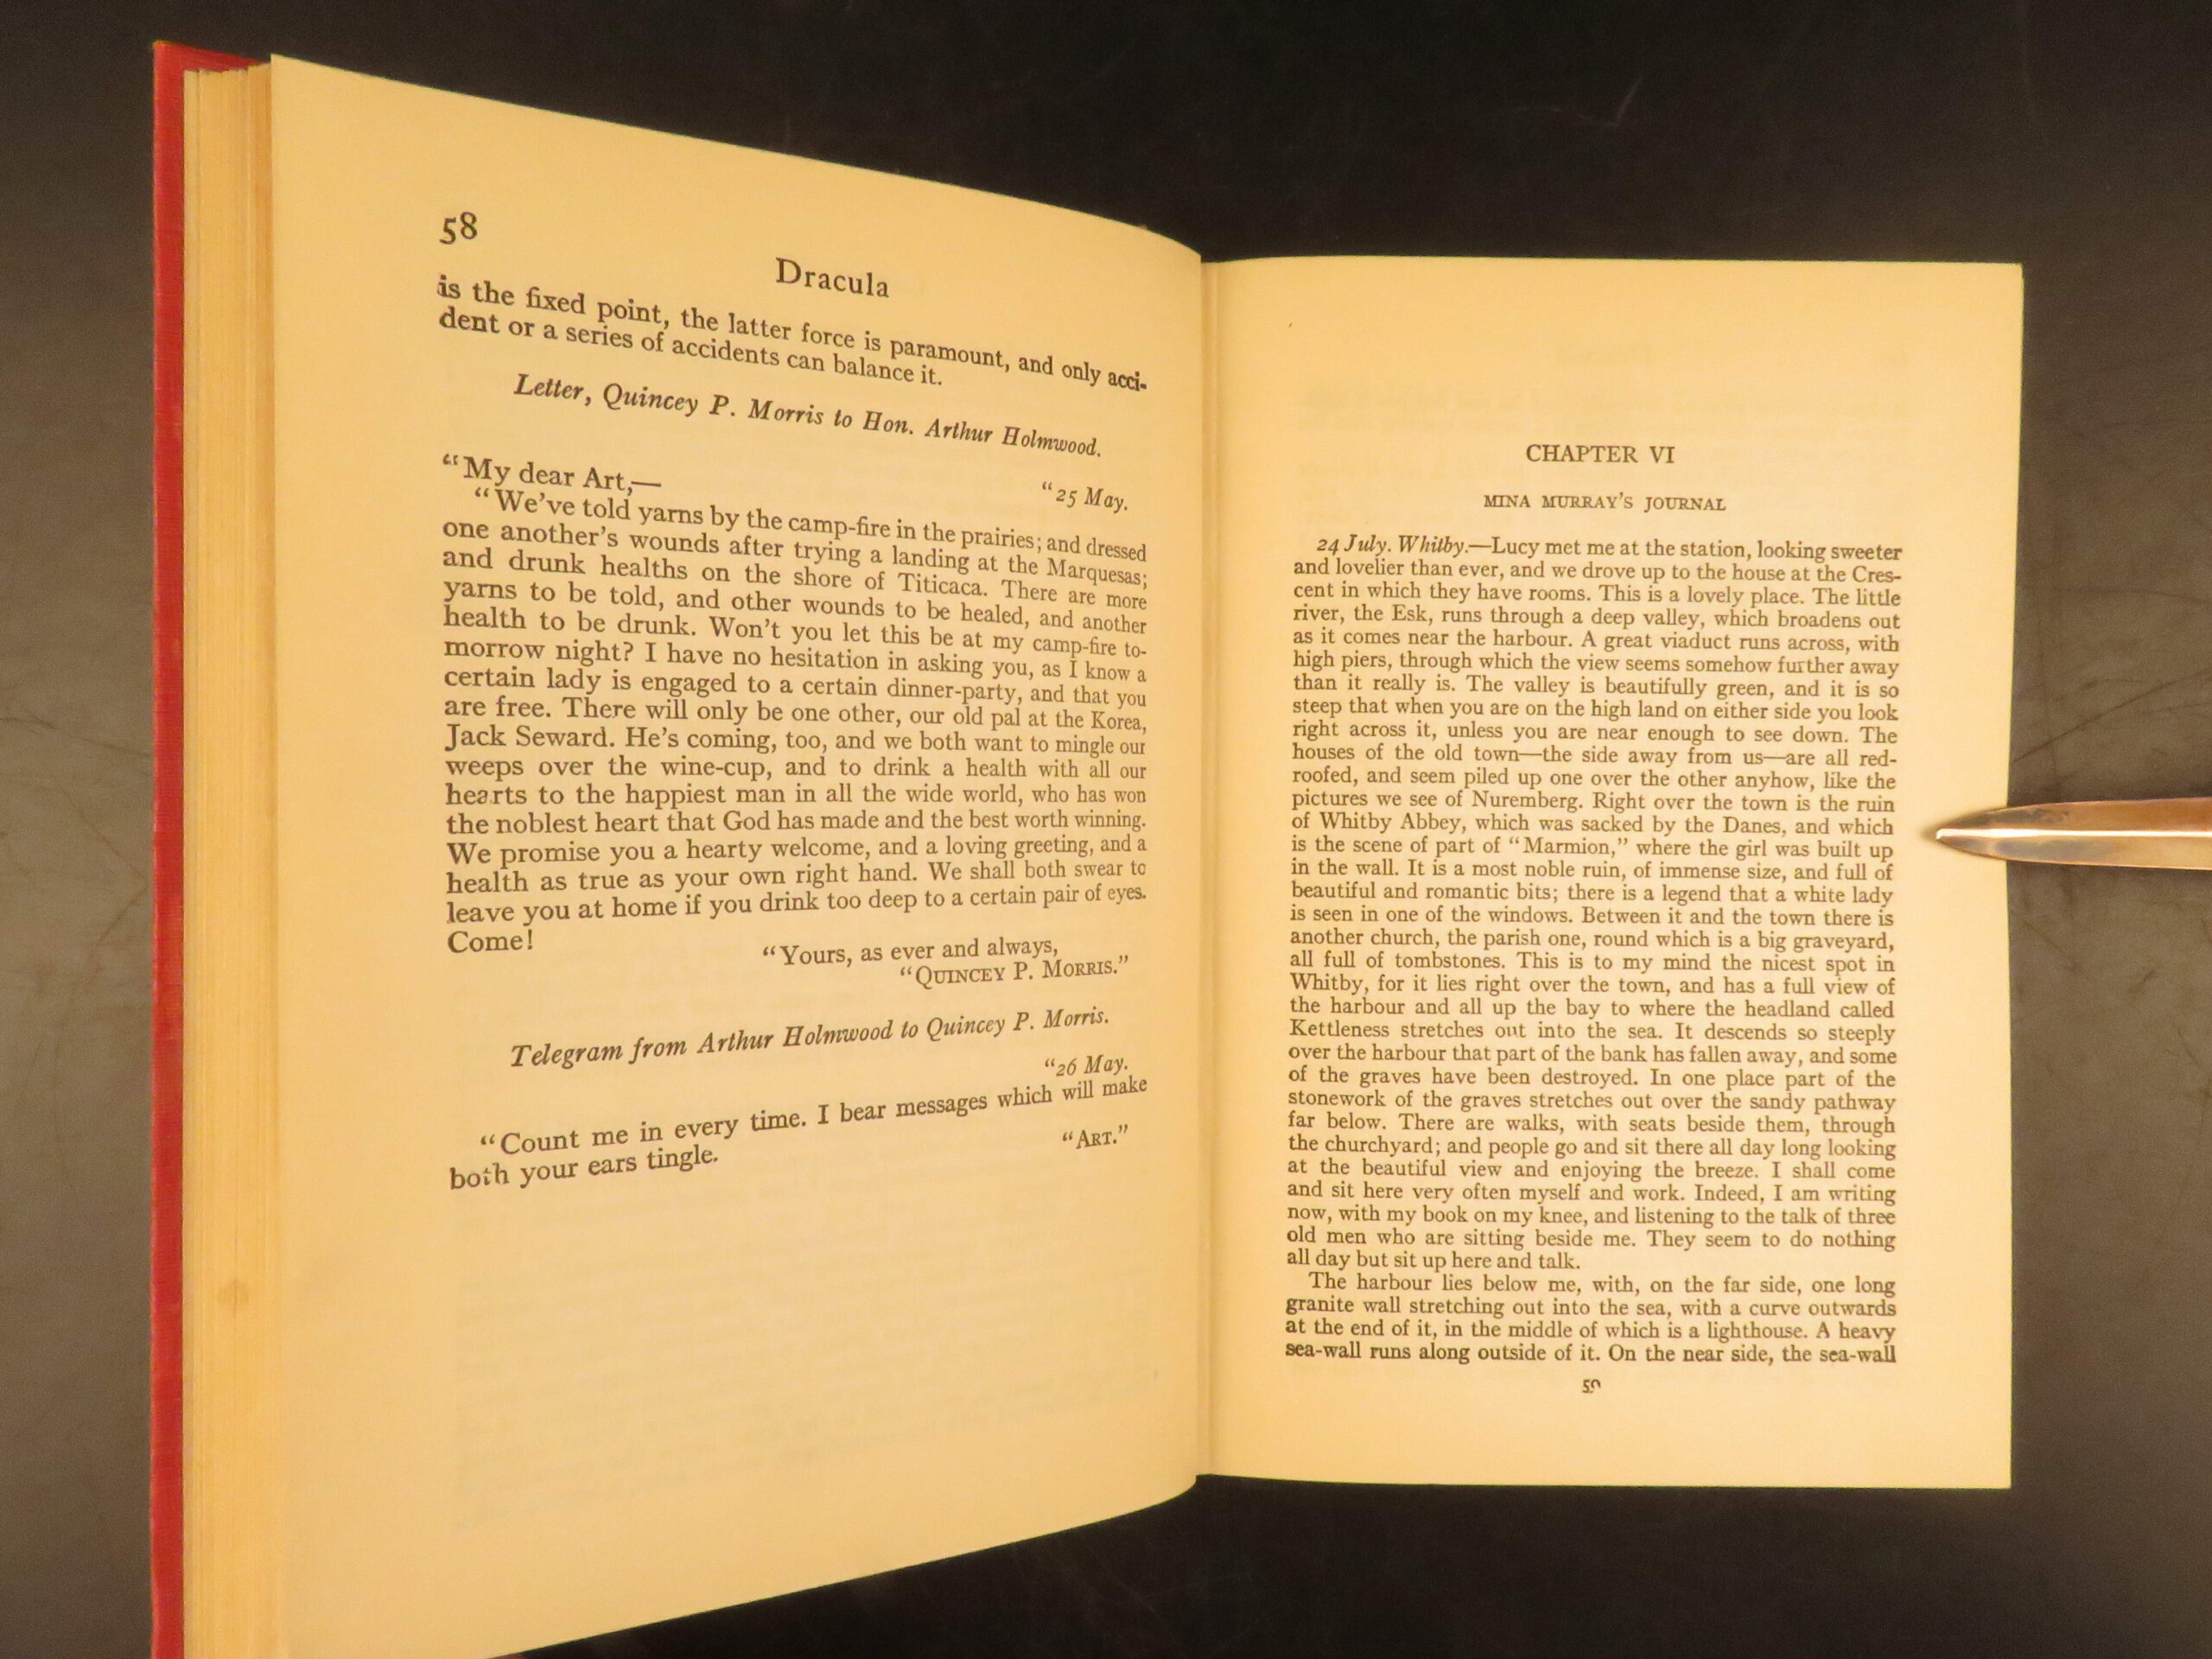 58
Dracula
is the fixed point, the latter force is paramount, and only acci-
dent or a series of accidents can balance it.
Letter, Quincey P. Morris to Hon. Arthur Holmwood.
“25 May.
“My dear Art,—
“We’ve told yarns by the camp-fire in the prairies; and dressed
one another’s wounds after trying a landing at the Marquesas;
and drunk healths on the shore of Titicaca. There are more
yarns to be told, and other wounds to be healed, and another
health to be drunk. Won’t you let this be at my camp-fire to-
morrow night? I have no hesitation in asking you, as I know a
certain lady is engaged to a certain dinner-party, and that you
are free. There will only be one other, our old pal at the Korea,
Jack Seward. He’s coming, too, and we both want to mingle our
weeps over the wine-cup, and to drink a health with all our
hearts to the happiest man in all the wide world, who has won
the noblest heart that God has made and the best worth winning.
We promise you a hearty welcome, and a loving greeting, and a
health as true as your own right hand. We shall both swear to
leave you at home if you drink too deep to a certain pair of eyes.
Come!
“Yours, as ever and always,
“QUINCEY P. MORRIS.”
Telegram from Arthur Holmwood to Quincey P. Morris.
“26 May.
“Count me in every time. I bear messages which will make
both your ears tingle.
“ART.”
CHAPTER VI
MINA MURRAY’S JOURNAL
24 July. Whitby.—Lucy met me at the station, looking sweeter
and lovelier than ever, and we drove up to the house at the Cres-
cent in which they have rooms. This is a lovely place. The little
river, the Esk, runs through a deep valley, which broadens out
as it comes near the harbour. A great viaduct runs across, with
high piers, through which the view seems somehow further away
than it really is. The valley is beautifully green, and it is so
steep that when you are on the high land on either side you look
right across it, unless you are near enough to see down. The
houses of the old town—the side away from us—are all red-
roofed, and seem piled up one over the other anyhow, like the
pictures we see of Nuremberg. Right over the town is the ruin
of Whitby Abbey, which was sacked by the Danes, and which
is the scene of part of “Marmion,” where the girl was built up
in the wall. It is a most noble ruin, of immense size, and full of
beautiful and romantic bits; there is a legend that a white lady
is seen in one of the windows. Between it and the town there is
another church, the parish one, round which is a big graveyard,
all full of tombstones. This is to my mind the nicest spot in
Whitby, for it lies right over the town, and has a full view of
the harbour and all up the bay to where the headland called
Kettleness stretches out into the sea. It descends so steeply
over the harbour that part of the bank has fallen away, and some
of the graves have been destroyed. In one place part of the
stonework of the graves stretches out over the sandy pathway
far below. There are walks, with seats beside them, through
the churchyard; and people go and sit there all day long looking
at the beautiful view and enjoying the breeze. I shall come
and sit here very often myself and work. Indeed, I am writing
now, with my book on my knee, and listening to the talk of three
old men who are sitting beside me. They seem to do nothing
all day but sit up here and talk.
The harbour lies below me, with, on the far side, one long
granite wall stretching out into the sea, with a curve outwards
at the end of it, in the middle of which is a lighthouse. A heavy
sea-wall runs along outside of it. On the near side, the sea-wall
59